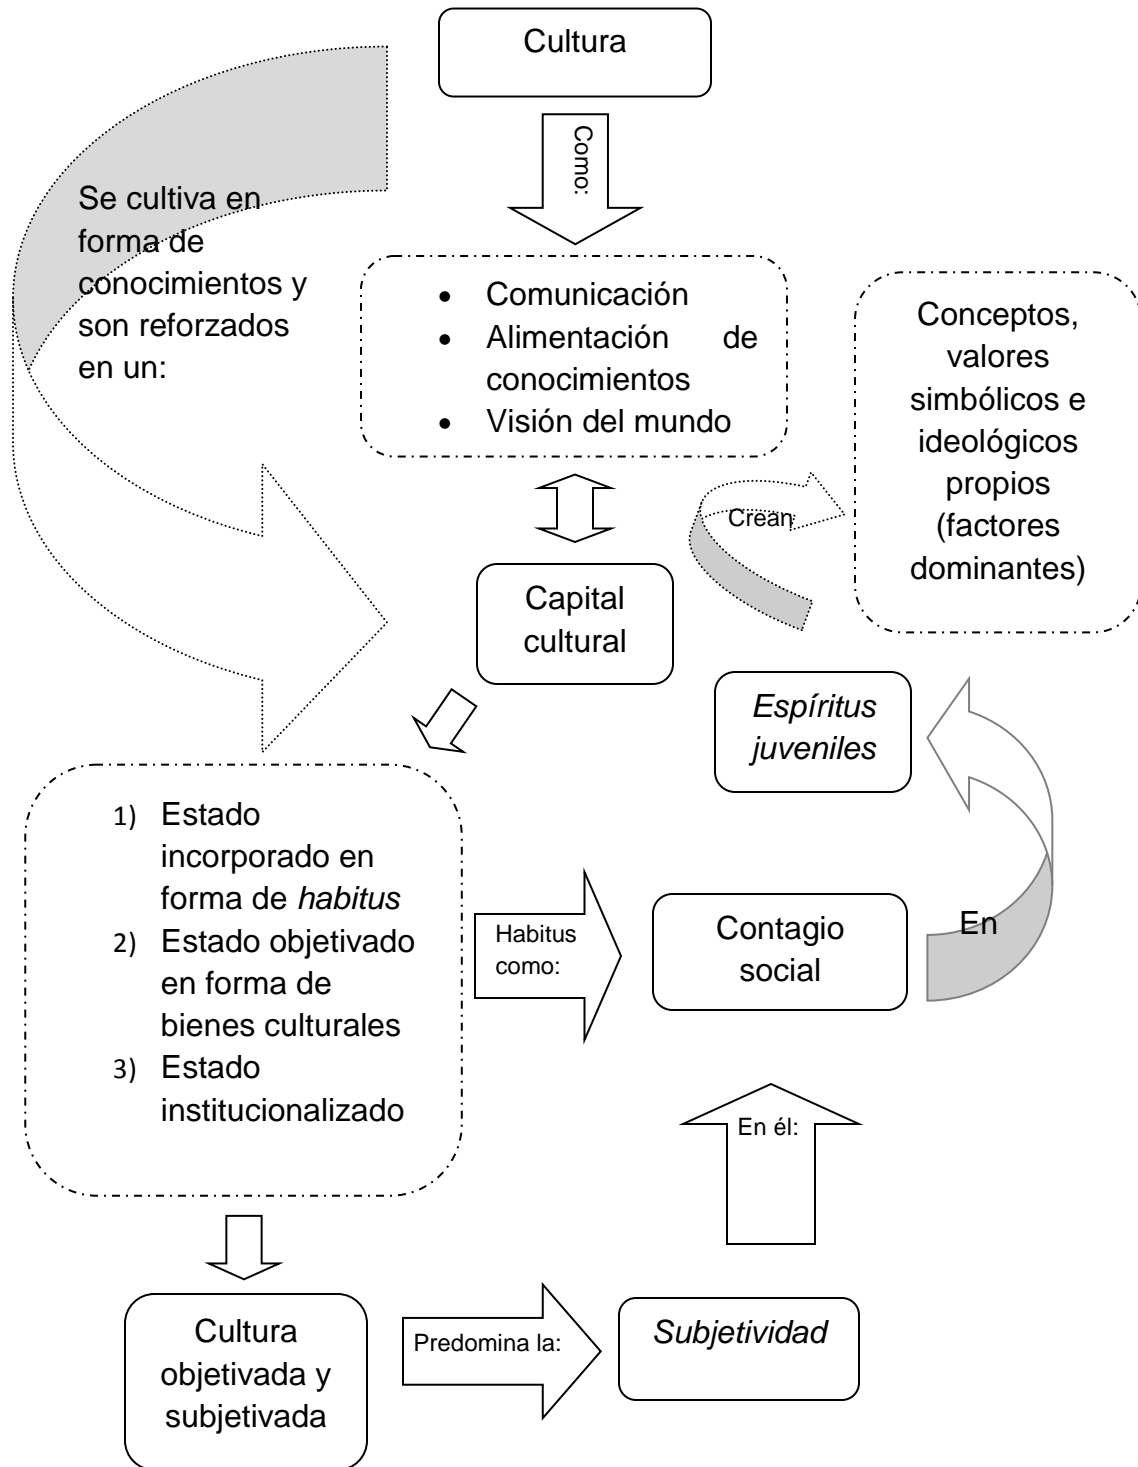 Cultura
Como:
Se cultiva en
forma de
conocimientos y
son reforzados
en un:
• Comunicación
• Alimentación de
conocimientos
• Visión del mundo
Conceptos,
valores
simbólicos e
ideológicos
propios
(factores
dominantes)
Crean
Capital
cultural
Espíritus
juveniles
1) Estado
incorporado en
forma de habitus
2) Estado objetivado
en forma de
bienes culturales
3) Estado
institucionalizado
Habitus
como:
Contagio
social
En
En él:
Cultura
objetivada y
subjetivada
Predomina la:
Subjetividad